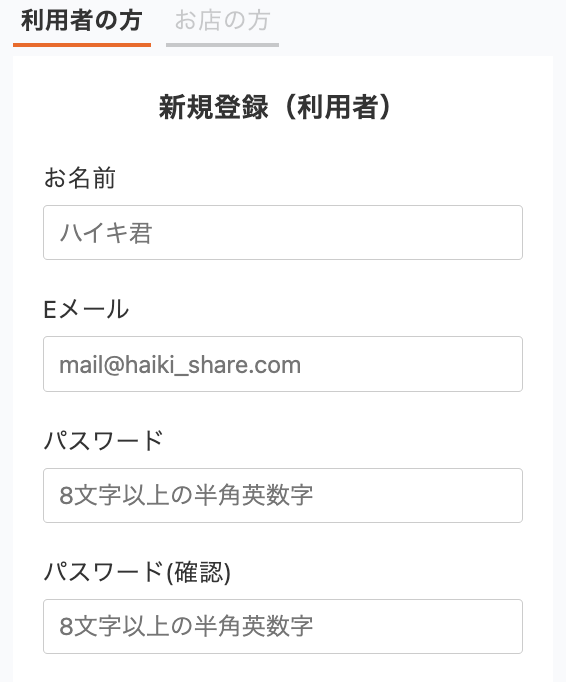 利用者の方 お店の方
新規登録（利用者）
お名前
ハイキ君
Eメール
mail@haiki_share.com
パスワード
8文字以上の半角英数字
パスワード(確認)
8文字以上の半角英数字